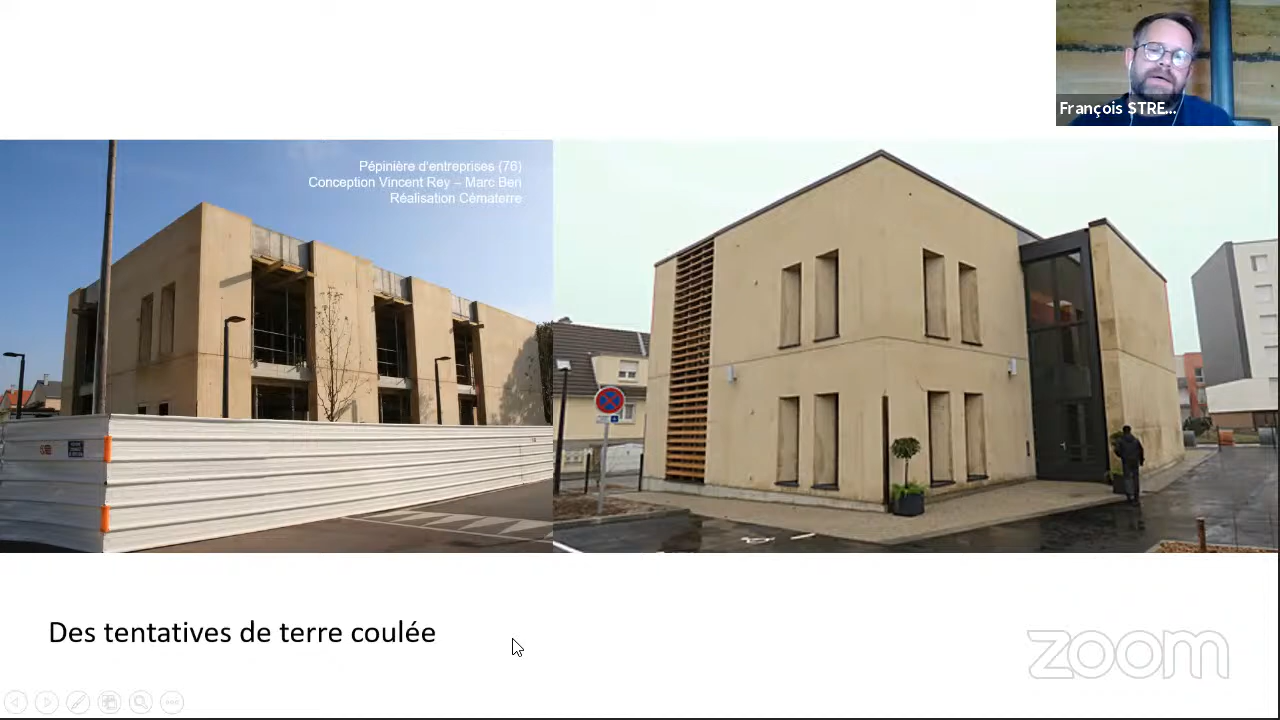 François STRE...
Pépinière d'entreprises (76)
Conception Vincent Rey – Marc Ben
Réalisation Cématerre
Des tentatives de terre coulée
zoom